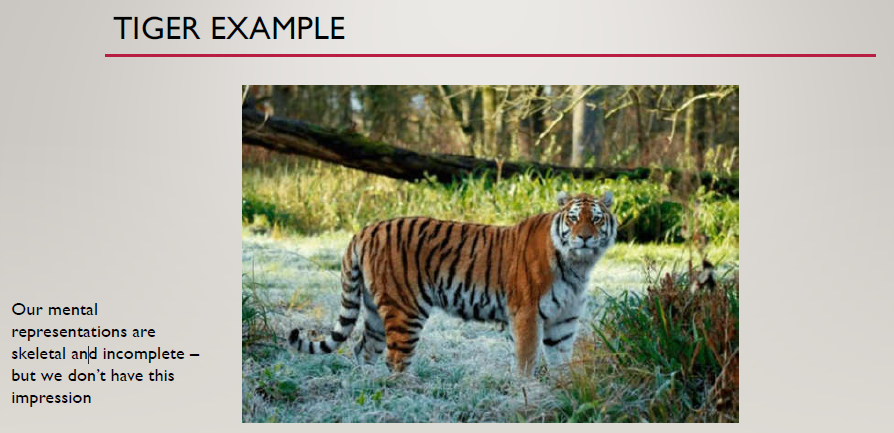 TIGER EXAMPLE
Our mental
representations are
skeletal and incomplete –
but we don't have this
impression